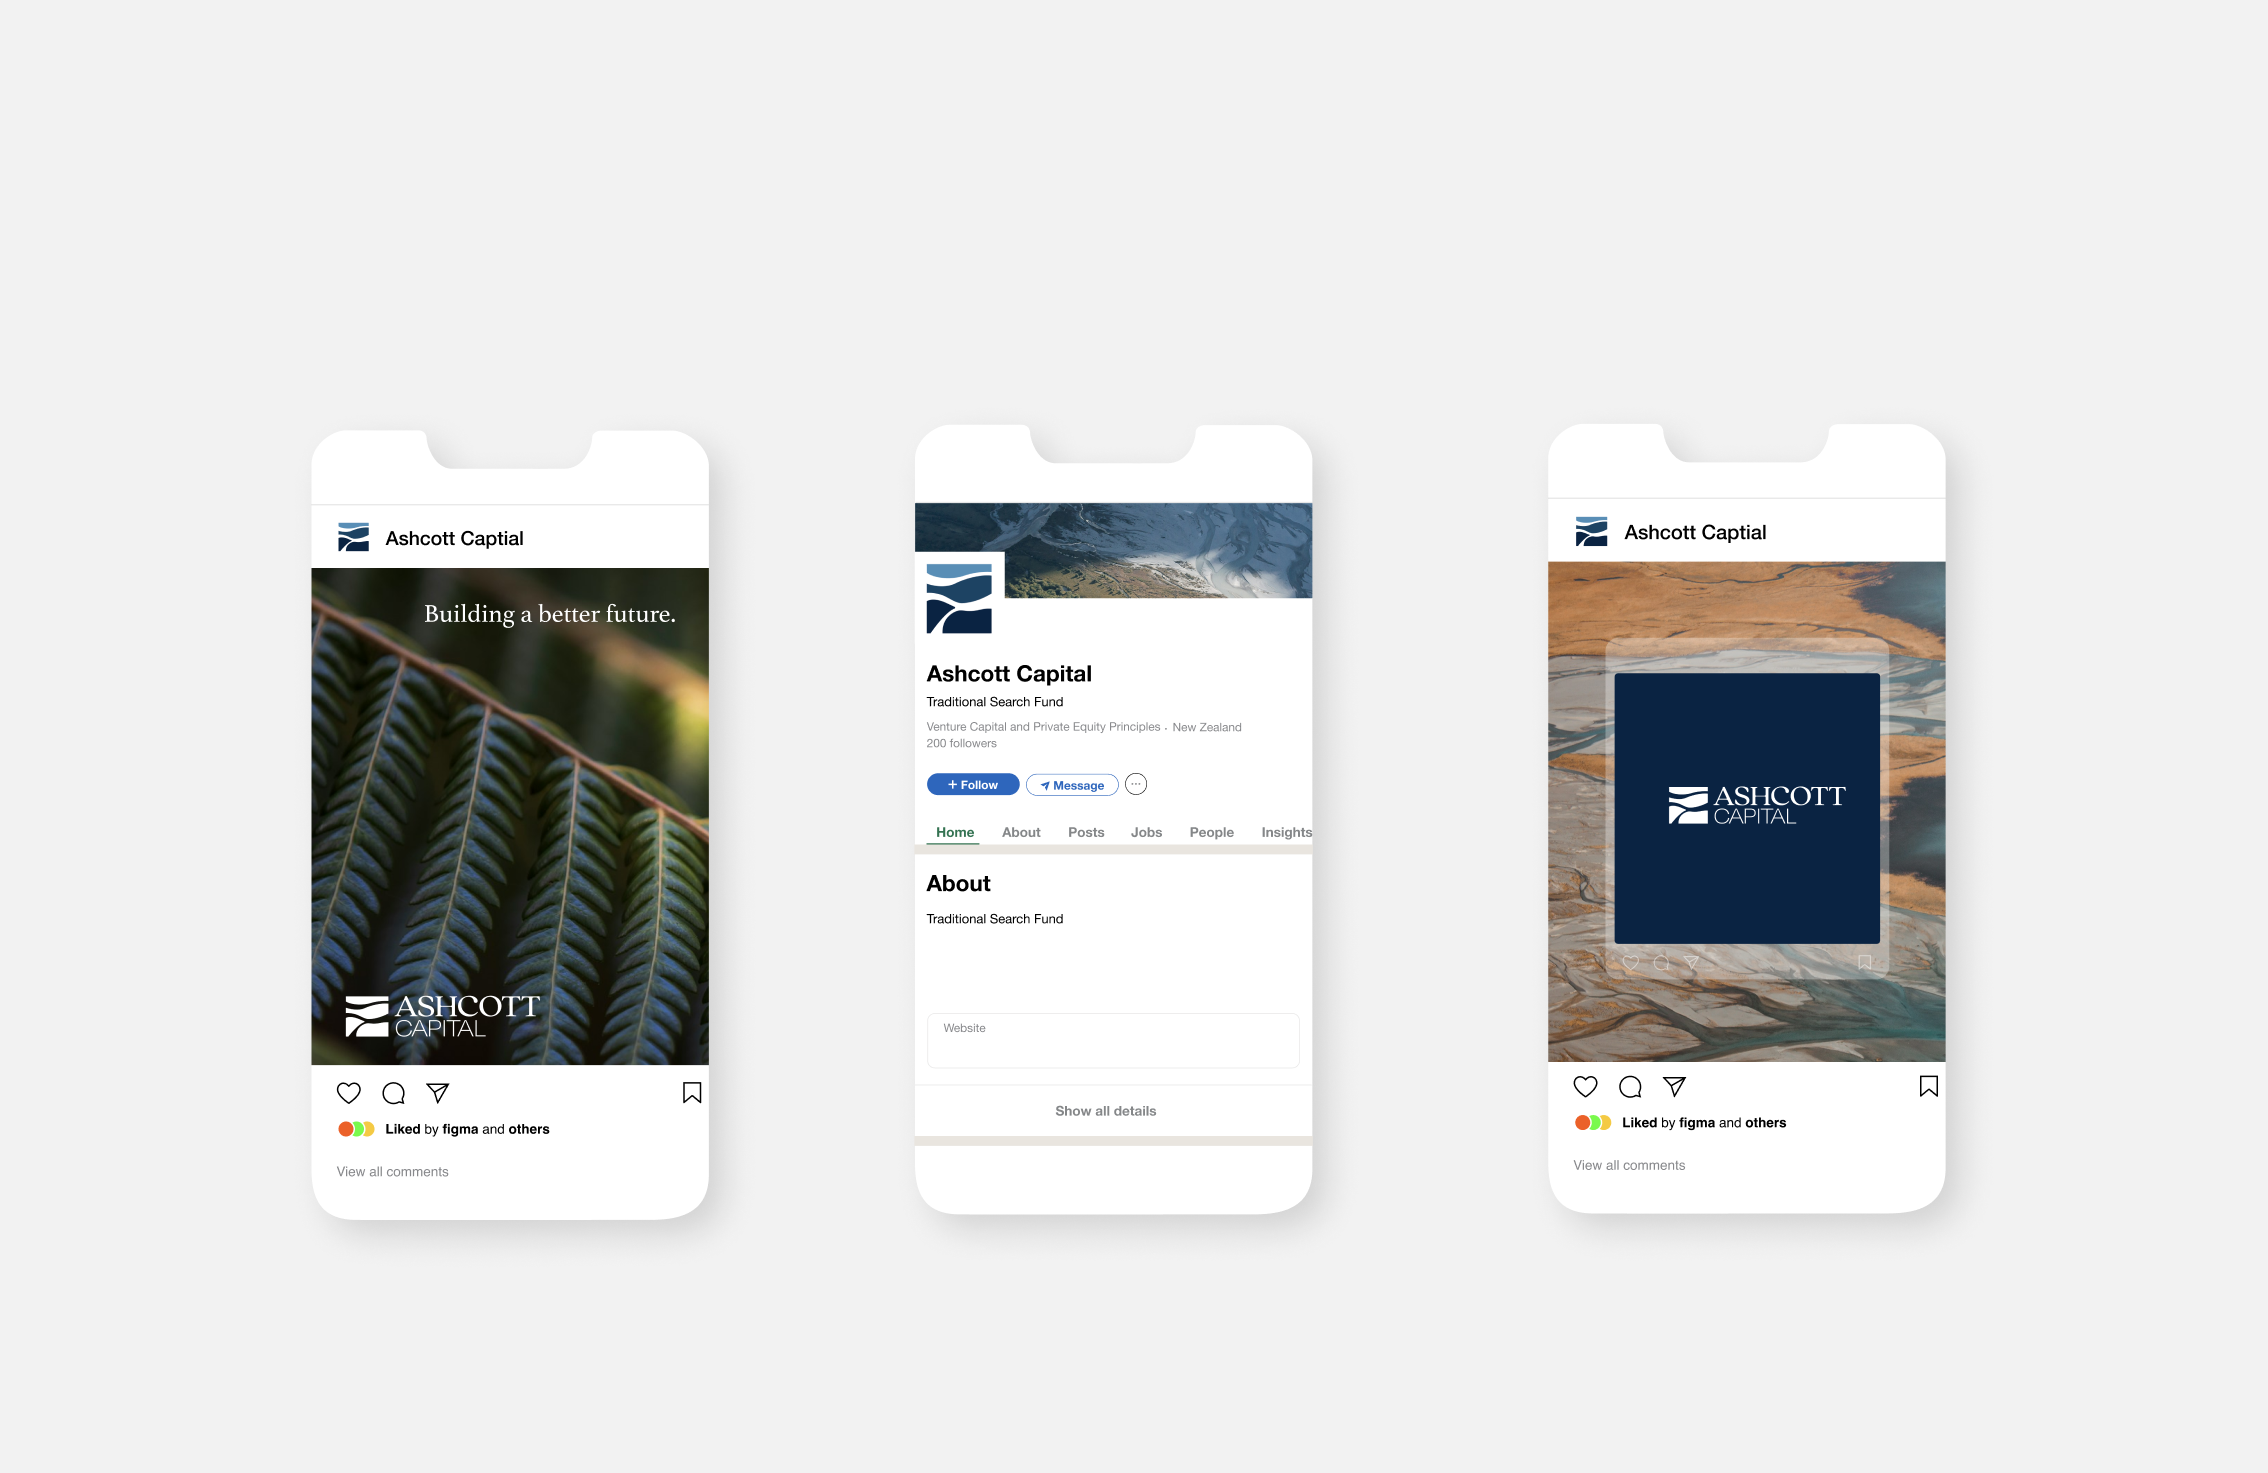 Ashcott Captial
Building a better future.
ASHCOTT
CAPITAL
Liked by figma and others
View all comments
Ashcott Capital
Traditional Search Fund
Venture Capital and Private Equity Principles · New Zealand
200 followers
+ Follow
Message
Home About Posts Jobs People Insights
About
Traditional Search Fund
Website
Show all details
Ashcott Captial
ASHCOTT
CAPITAL
Liked by figma and others
View all comments